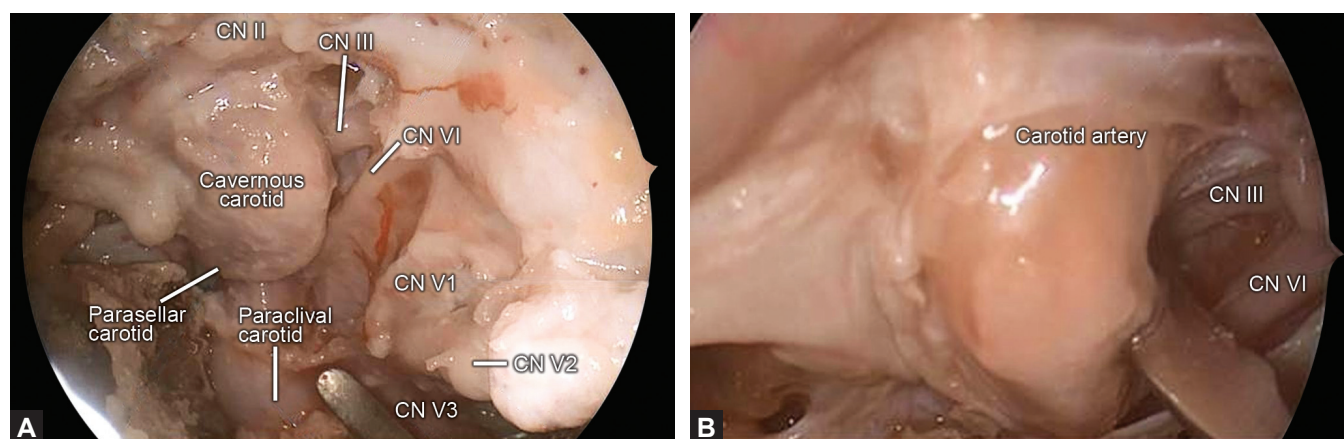 CN II
CN III
CN VI
Cavernous
carotid
CN V1
Parasellar
carotid
Paraclival
carotid
CN V2
CN V3
A
Carotid artery
CN III
CN VI
B